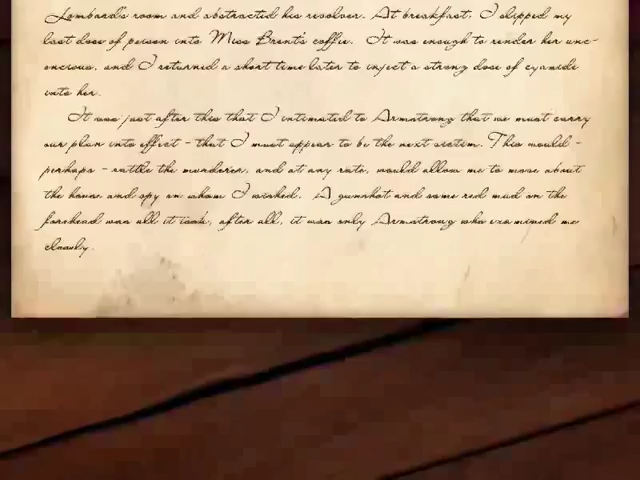 Lombard's room and abstracted his revolver. At breakfast, I slipped my
last dose of poison into Miss Brent's coffie. It was enough to render her unc-
oncious, and I returned a short time later to inject a strong dose of cyanide
into her.
It was just after this that I intimated to Armstrong that we must carry
our plan into effect - that I must appear to be the next victim. This would -
perhaps - rattle the murderer, and at any rate, would allow me to move about
the house and spy on whom I wished. A gunshot and some red mud on the
forehead was all it took, after all, it was only Armstrong who examined me
closely.